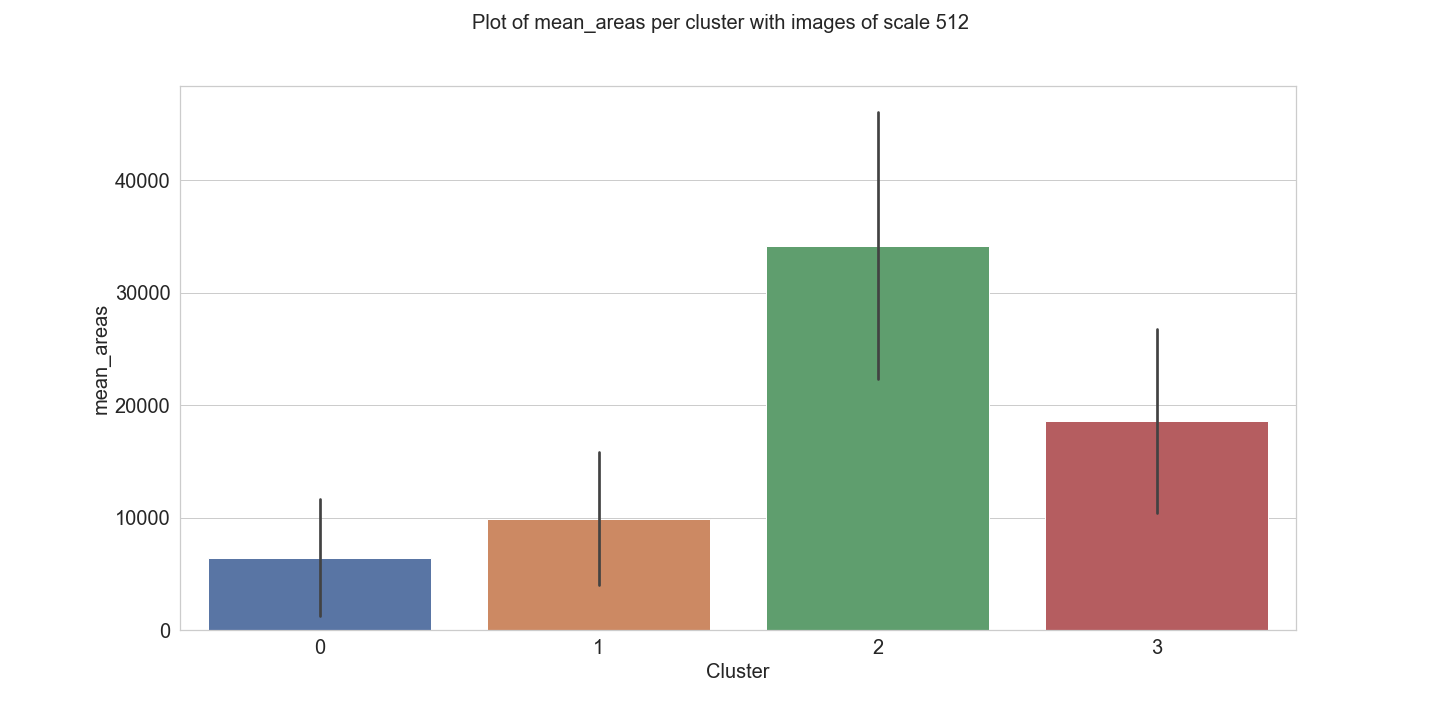 Plot of mean_areas per cluster with images of scale 512
mean_areas
40000
30000
20000
10000
0
0 1 2 3
Cluster